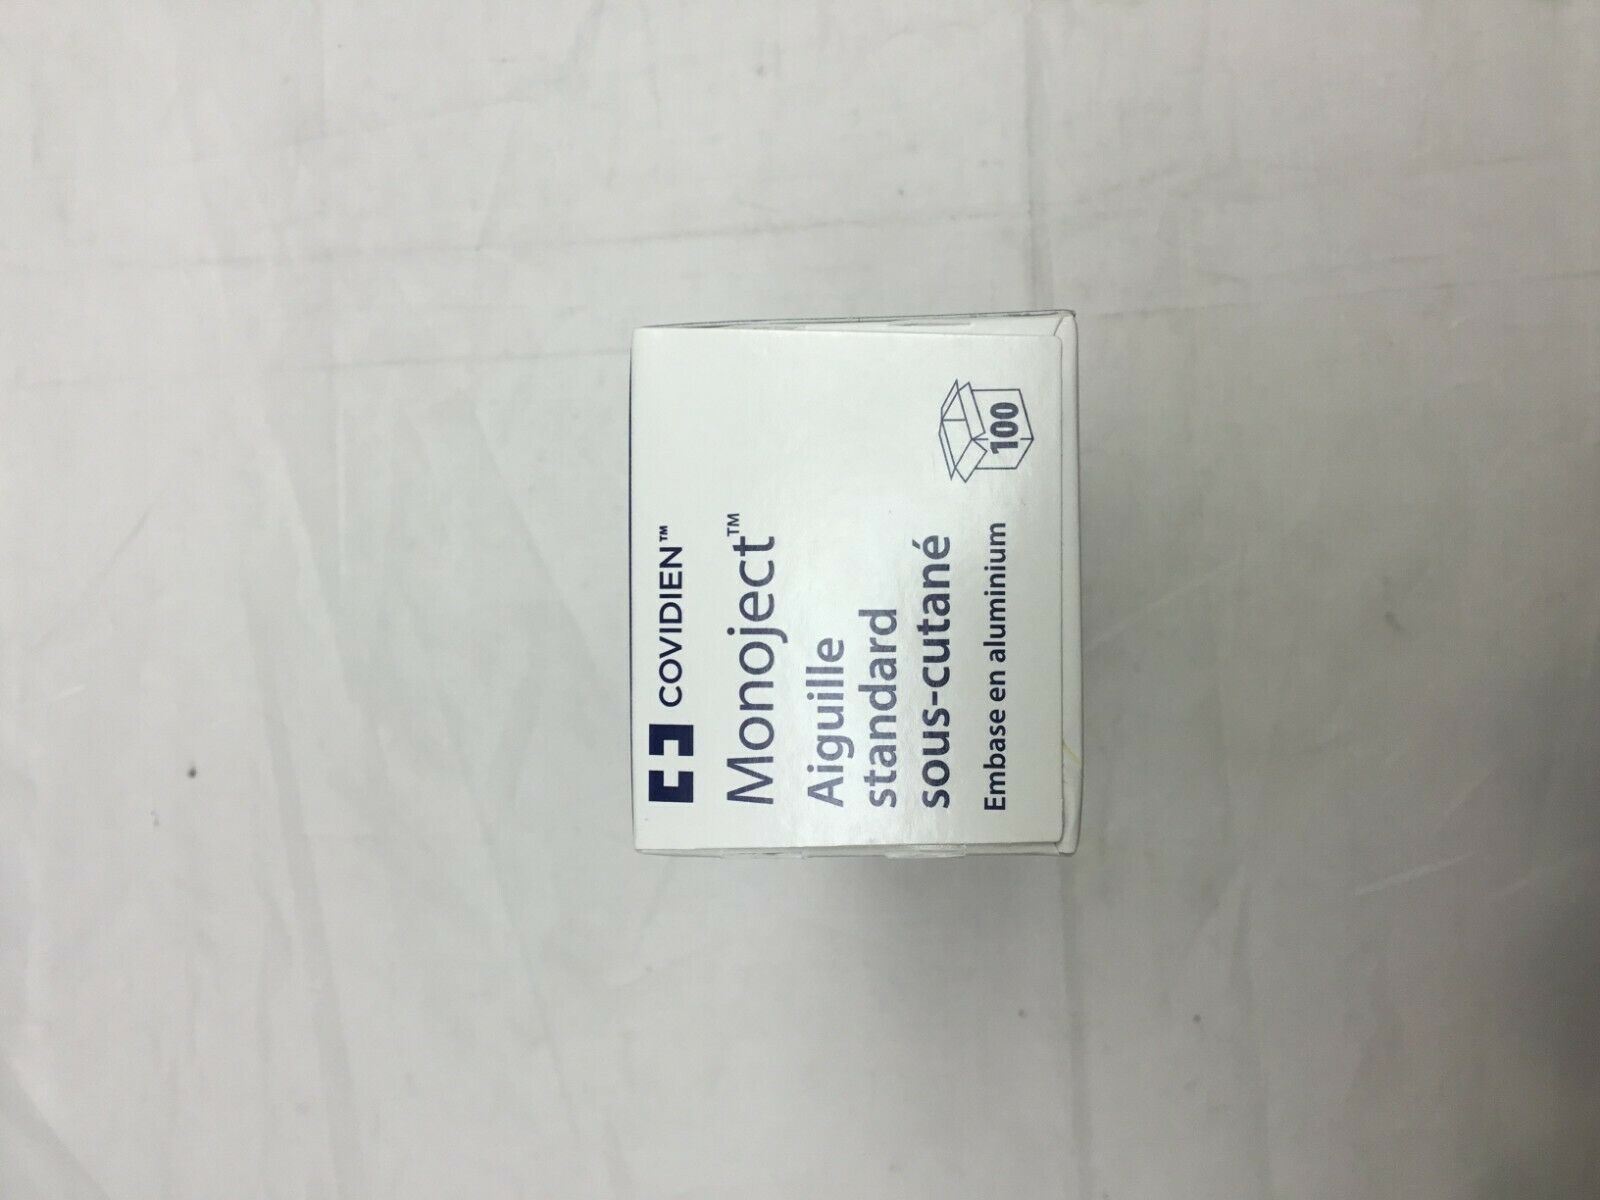 COVIDIEN™
Monoject™
Aiguille
standard
sous-cutané
Embase en aluminium
100